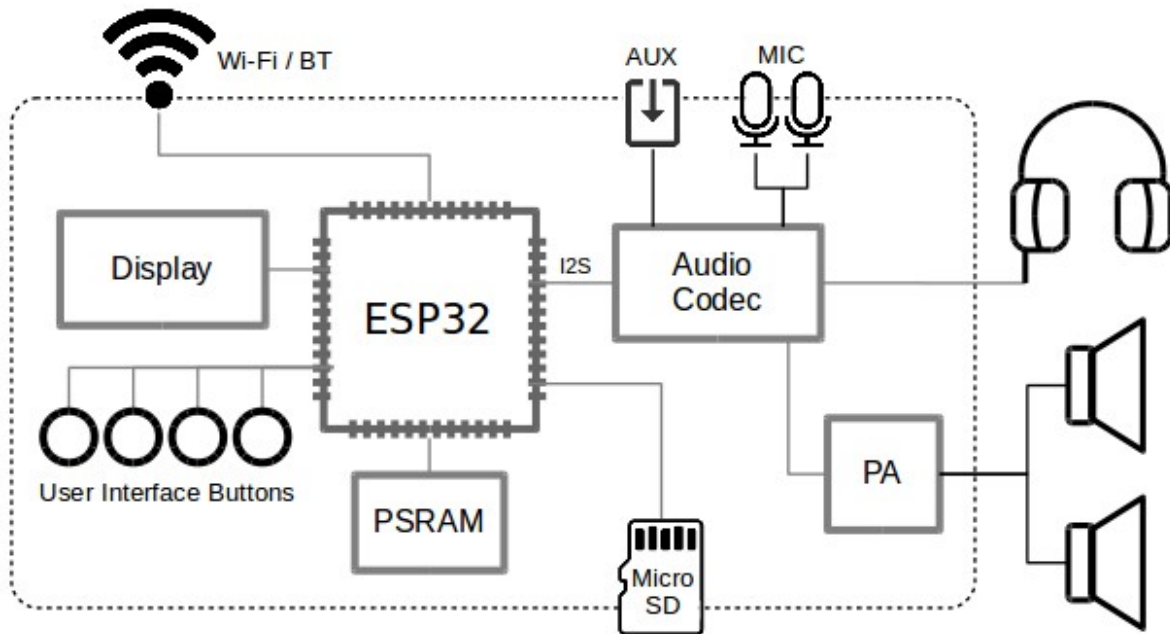 Wi-Fi / BT
AUX
MIC
Display
ESP32
I2S
Audio
Codec
User Interface Buttons
PSRAM
PA
Micro
SD